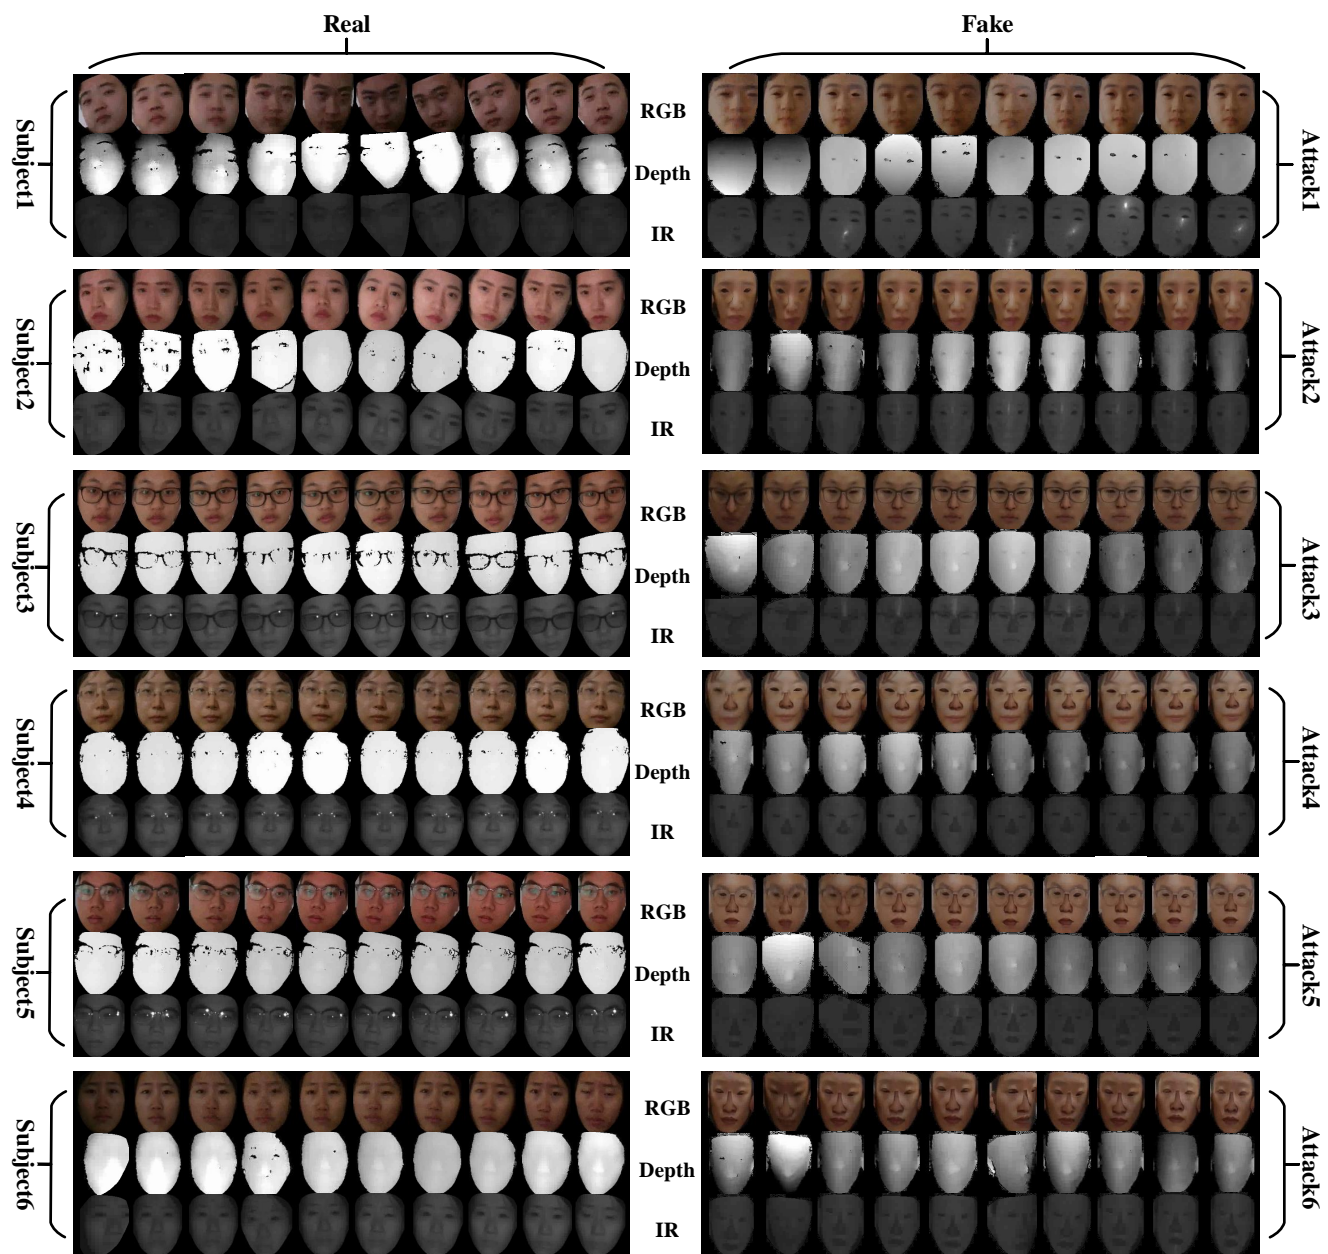 Real
Fake
Subject1
RGB
Depth
IR
Attack1
Subject2
RGB
Depth
IR
Attack2
Subject3
RGB
Depth
IR
Attack3
Subject4
RGB
Depth
IR
Attack4
Subject5
RGB
Depth
IR
Attack5
Subject6
RGB
Depth
IR
Attack6